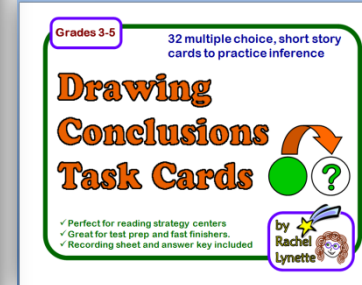 Grades 3-5
32 multiple choice, short story
cards to practice inference
Drawing
Conclusions
Task Cards
?
✓ Perfect for reading strategy centers
✓ Great for test prep and fast finishers.
✓ Recording sheet and answer key included
by
Rachel
Lynette